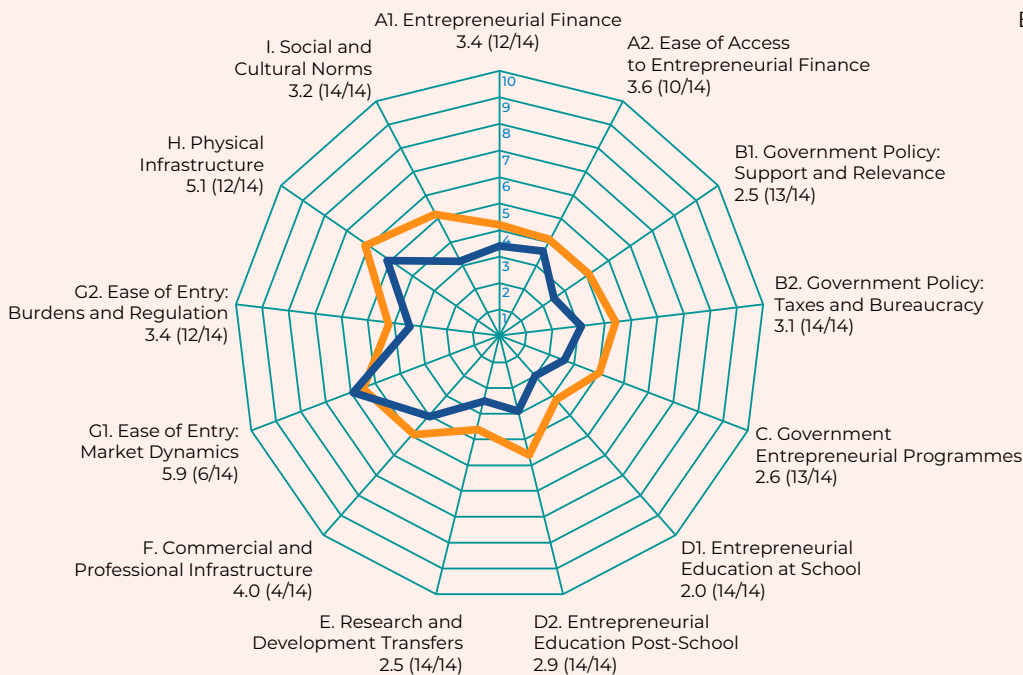 A1. Entrepreneurial Finance
3.4 (12/14)
A2. Ease of Access
to Entrepreneurial Finance
3.6 (10/14)
B1. Government Policy:
Support and Relevance
2.5 (13/14)
B2. Government Policy:
Taxes and Bureaucracy
3.1 (14/14)
C. Government
Entrepreneurial Programmes
2.6 (13/14)
D1. Entrepreneurial
Education at School
2.0 (14/14)
D2. Entrepreneurial
Education Post-School
2.9 (14/14)
E. Research and
Development Transfers
2.5 (14/14)
F. Commercial and
Professional Infrastructure
4.0 (4/14)
G1. Ease of Entry:
Market Dynamics
5.9 (6/14)
G2. Ease of Entry:
Burdens and Regulation
3.4 (12/14)
H. Physical
Infrastructure
5.1 (12/14)
I. Social and
Cultural Norms
3.2 (14/14)
10
9
8
7
6
5
4
3
2
1